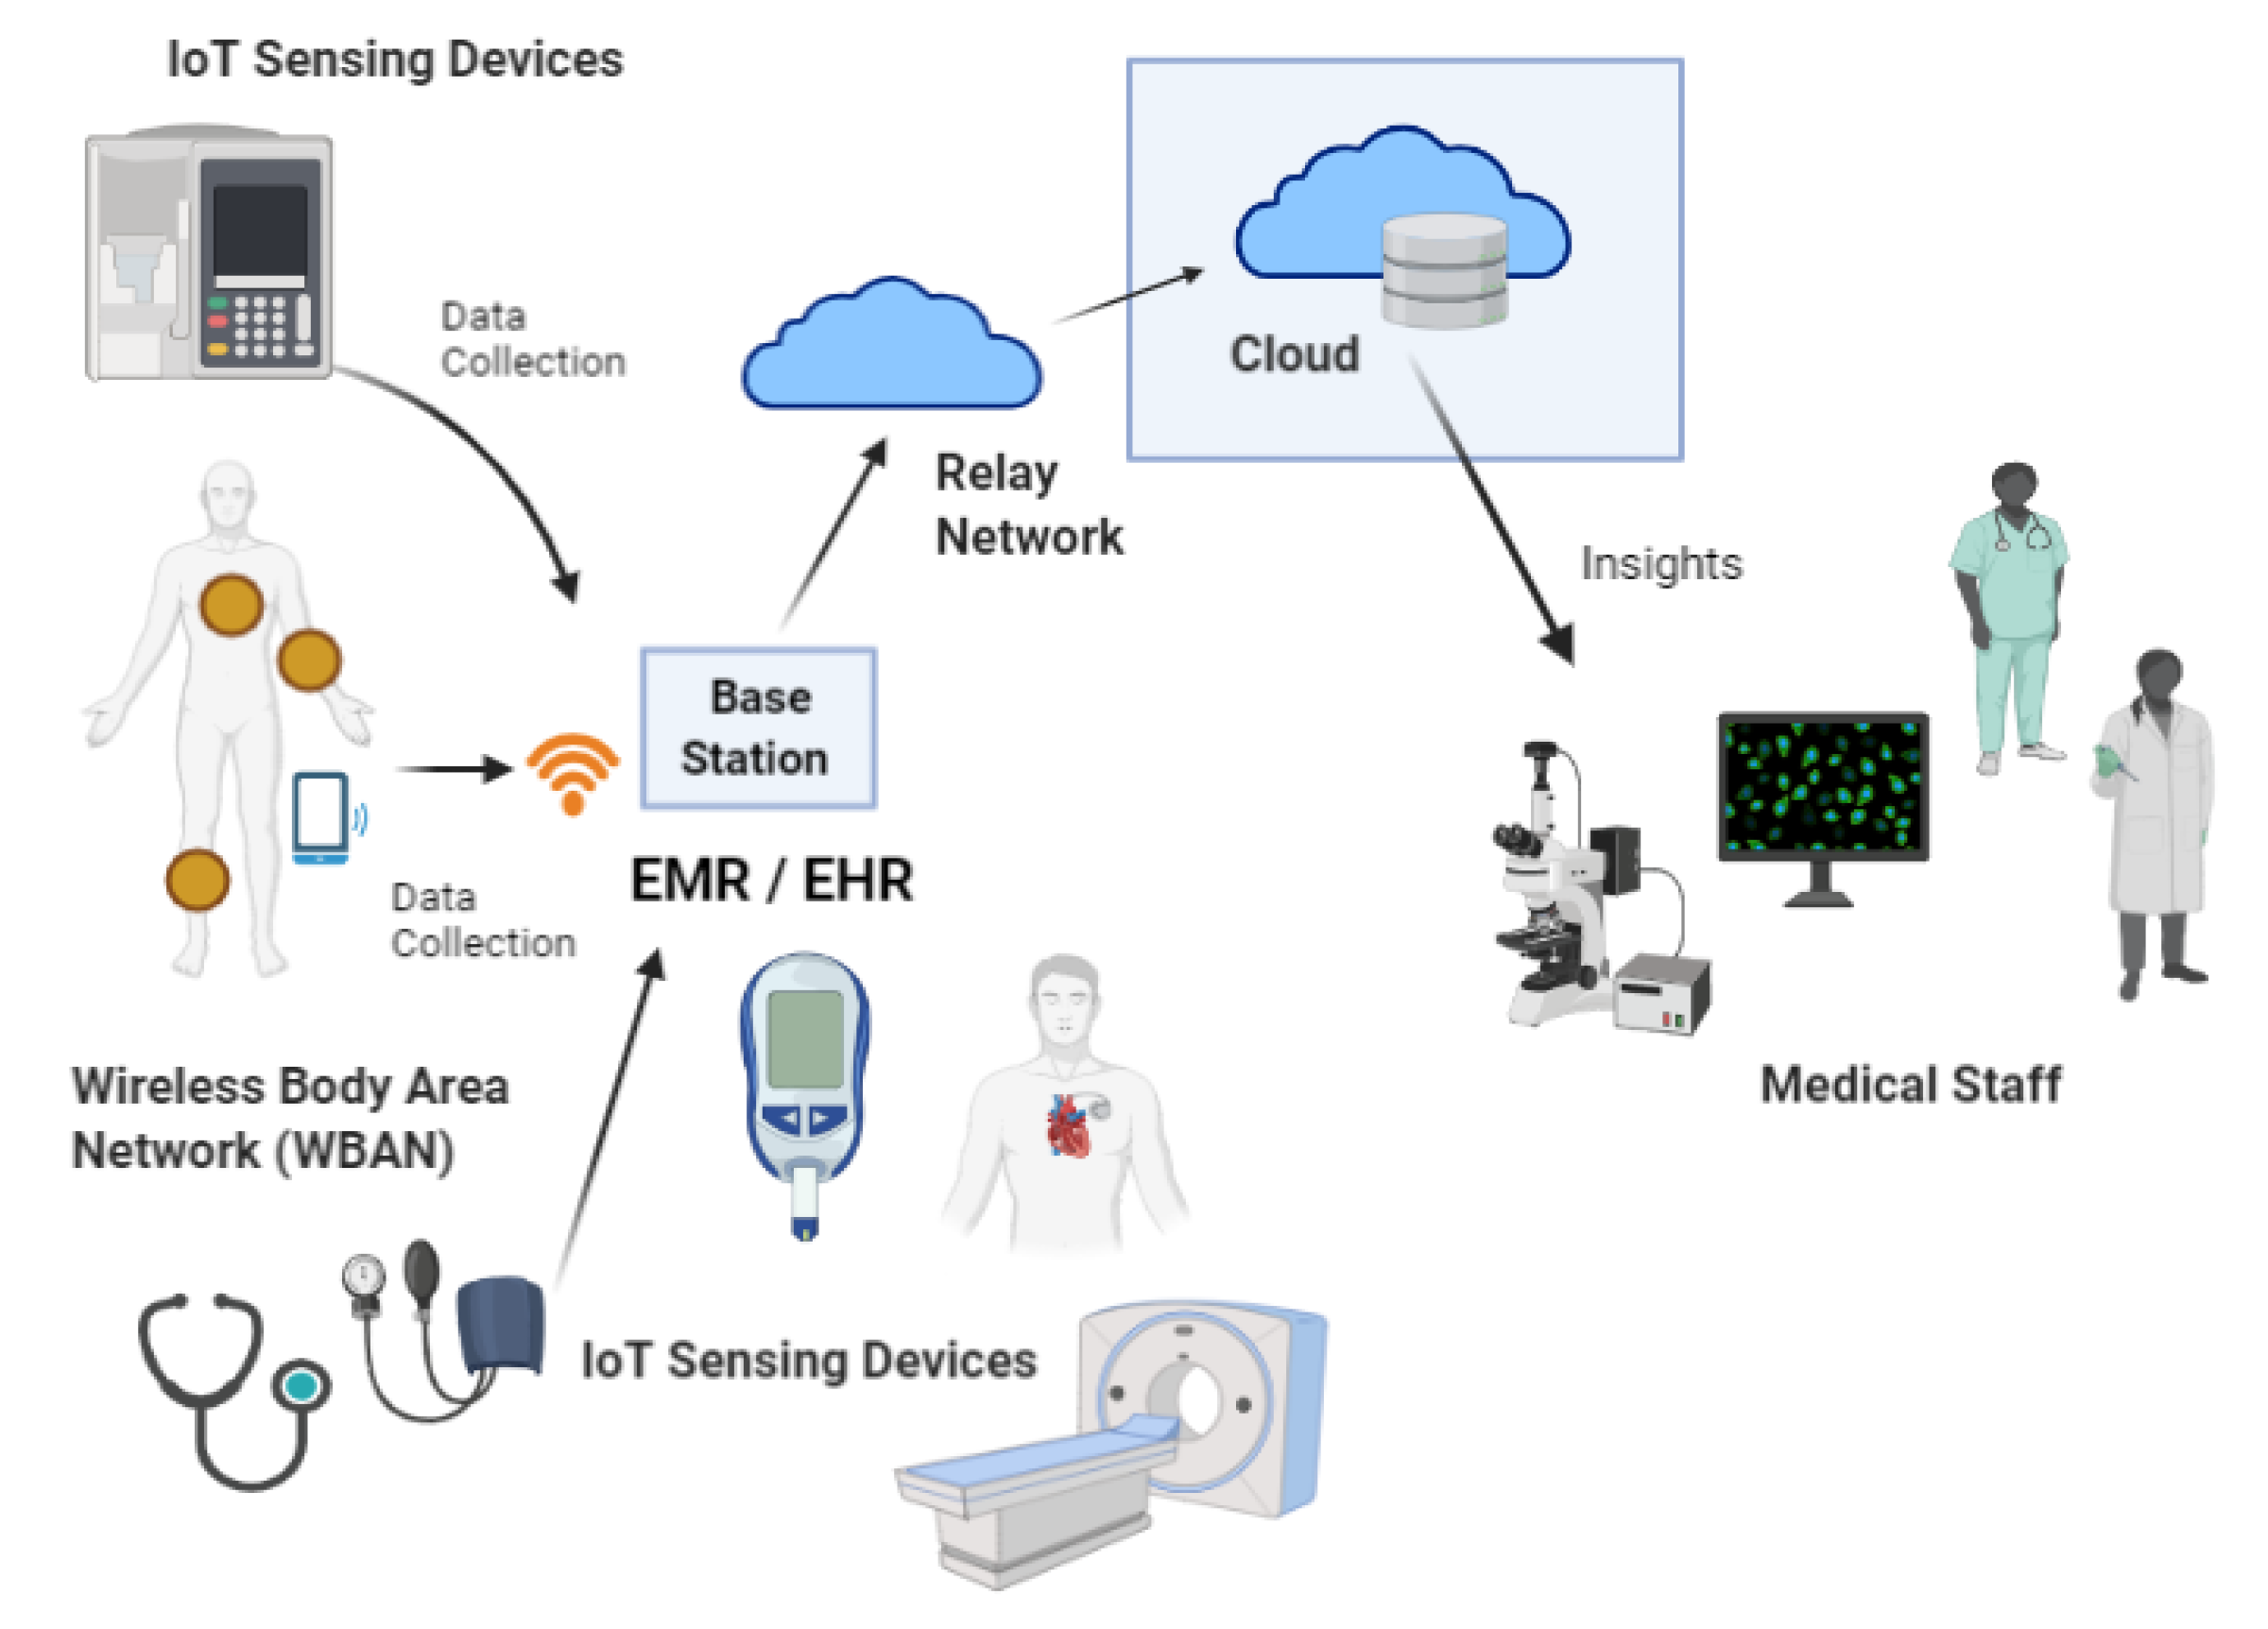 IoT Sensing Devices
Data
Collection
Cloud
Relay
Network
Insights
Base
Station
EMR / EHR
Data
Collection
Wireless Body Area
Network (WBAN)
Medical Staff
IoT Sensing Devices